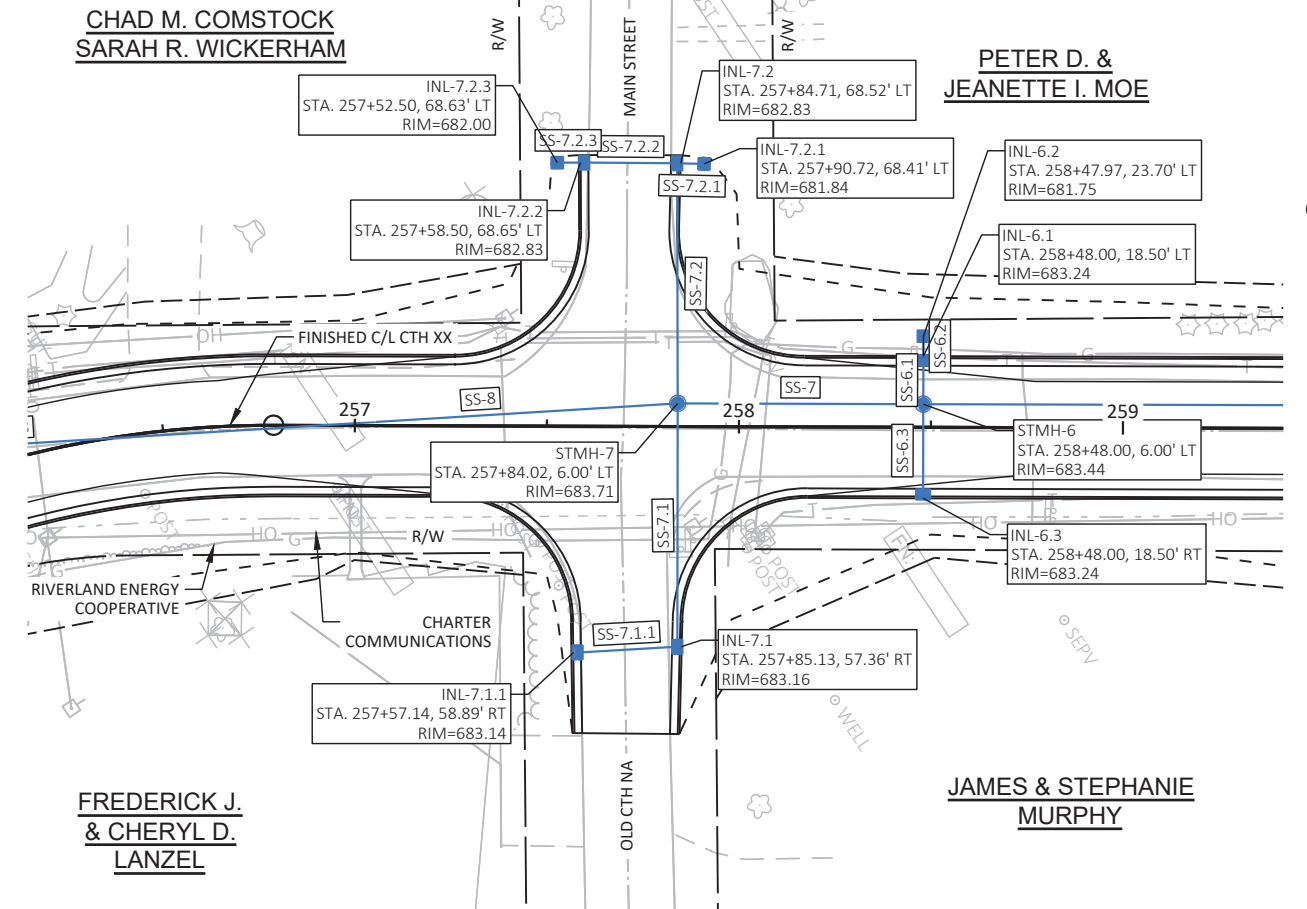 CHAD M. COMSTOCK
SARAH R. WICKERHAM
R/W
MAIN STREET
R/W
PETER D. &
JEANETTE I. MOE
INL-7.2.3
STA. 257+52.50, 68.63' LT
RIM=682.00
INL-7.2
STA. 257+84.71, 68.52' LT
RIM=682.83
SS-7.2.3
SS-7.2.2
INL-7.2.1
STA. 257+90.72, 68.41' LT
RIM=681.84
SS-7.2.1
INL-6.2
STA. 258+47.97, 23.70' LT
RIM=681.75
INL-7.2.2
STA. 257+58.50, 68.65' LT
RIM=682.83
INL-6.1
STA. 258+48.00, 18.50' LT
RIM=683.24
SS-7.2
OH
FINISHED C/L CTH XX
T
G
G
T
SS-6.2
SS-6.1
SS-8
SS-7
257
258
259
STMH-7
STA. 257+84.02, 6.00' LT
RIM=683.71
SS-6.3
STMH-6
STA. 258+48.00, 6.00' LT
RIM=683.44
G
POST
HO
G
R/W
HO
SS-7.1
T
HO
T
HO
POST
POST
INL-6.3
STA. 258+48.00, 18.50' RT
RIM=683.24
G
RIVERLAND ENERGY
COOPERATIVE
CHARTER
COMMUNICATIONS
SS-7.1.1
INL-7.1
STA. 257+85.13, 57.36' RT
RIM=683.16
SEPV
INL-7.1.1
STA. 257+57.14, 58.89' RT
RIM=683.14
WELL
OLD CTH NA
FREDERICK J.
& CHERYL D.
LANZEL
JAMES & STEPHANIE
MURPHY